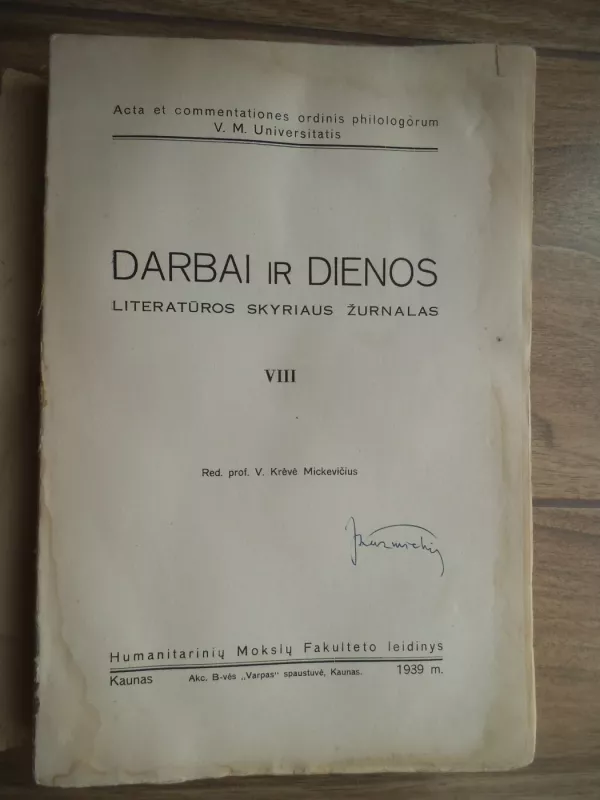 Acta et commentationes ordinis philologorum
V. M. Universitatis
DARBAI IR DIENOS
LITERATŪROS SKYRIAUS ŽURNALAS
VIII
Red. prof. V. Krėvė Mickevičius
Humanitarinių Mokslų Fakulteto leidinys
Kaunas Akc. B-vės „Varpas" spaustuvė, Kaunas. 1939 m.